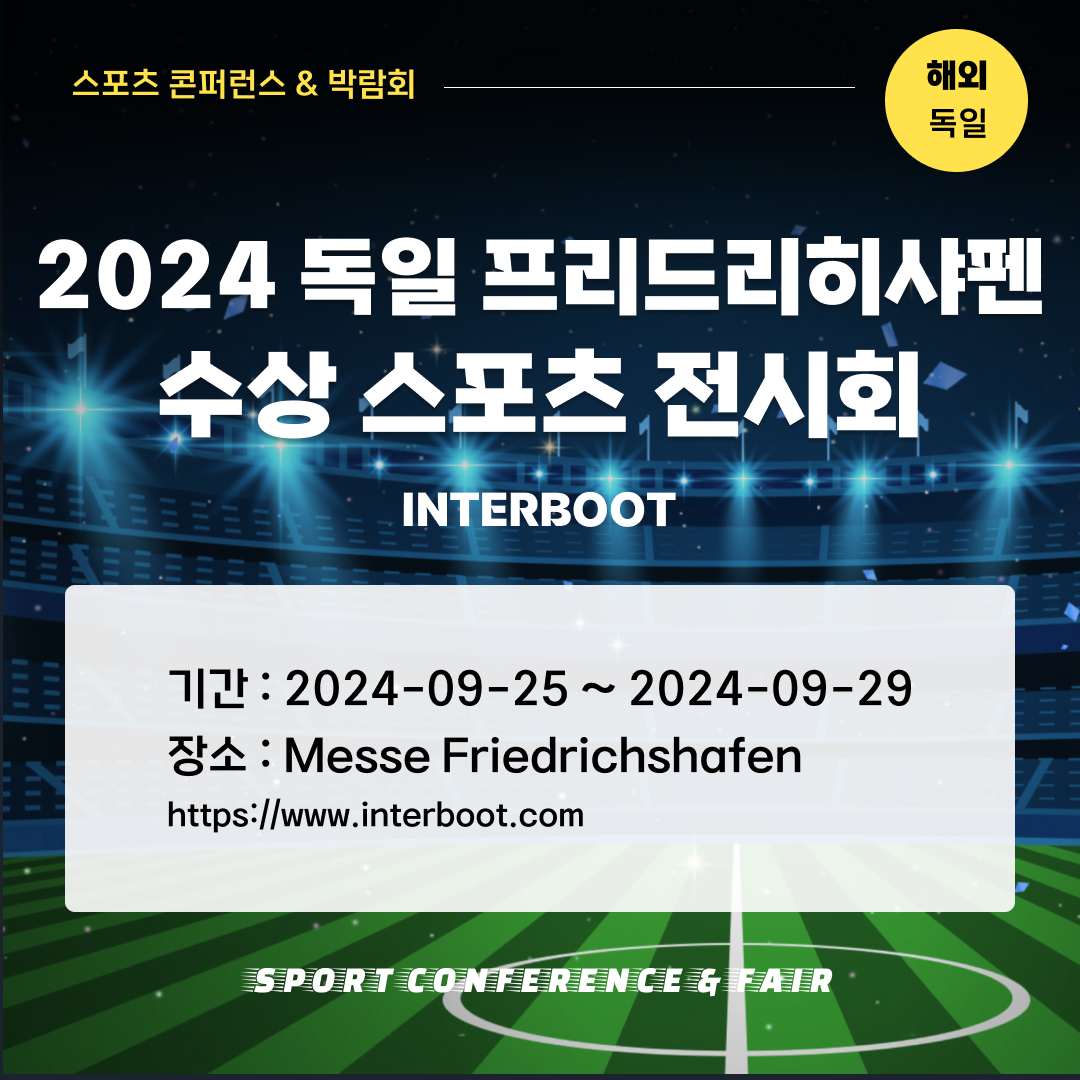 스포츠 콘퍼런스 & 박람회
해외
독일
2024 독일 프리드리히샤펜
수상 스포츠 전시회
INTERBOOT
기간 : 2024-09-25 ~ 2024-09-29
장소 : Messe Friedrichshafen
https://www.interboot.com
SPORT CONFERENCE & FAIR